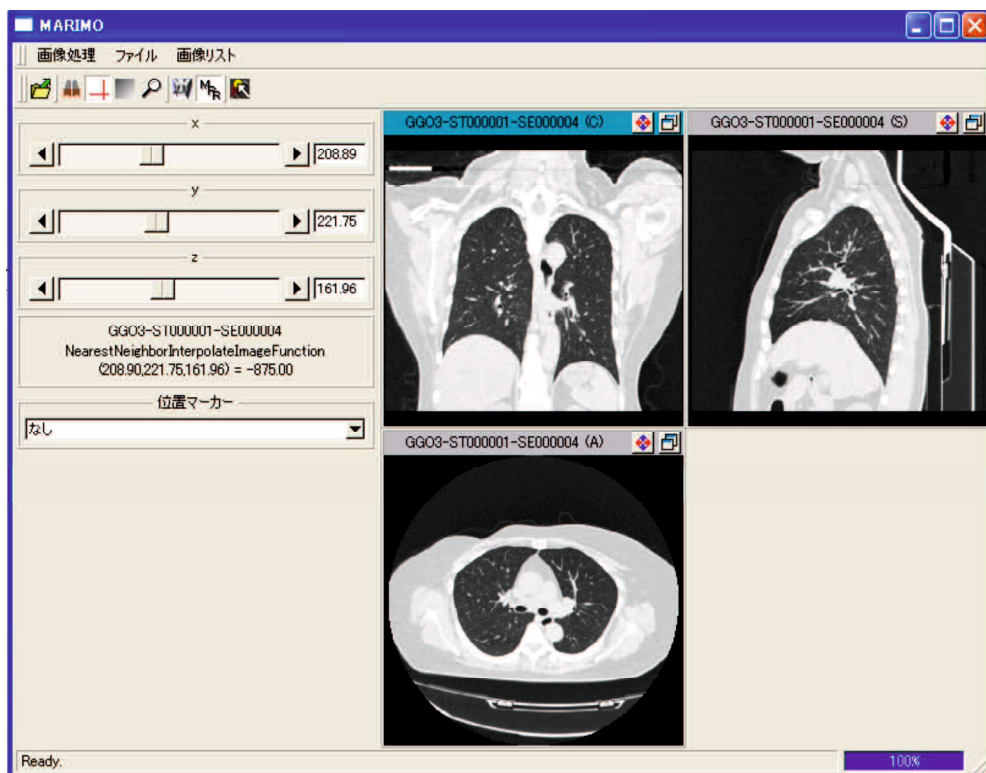 MARIMO
画像処理 ファイル 画像リスト
MPR
x
208.89
y
221.75
z
161.96
GGO3-ST000001-SE000004
NearestNeighborInterpolateImageFunction
(208.90,221.75,161.96) = -875.00
位置マーカー
なし
GGO3-ST000001-SE000004 (C)
GGO3-ST000001-SE000004 (S)
GGO3-ST000001-SE000004 (A)
Ready.
100%